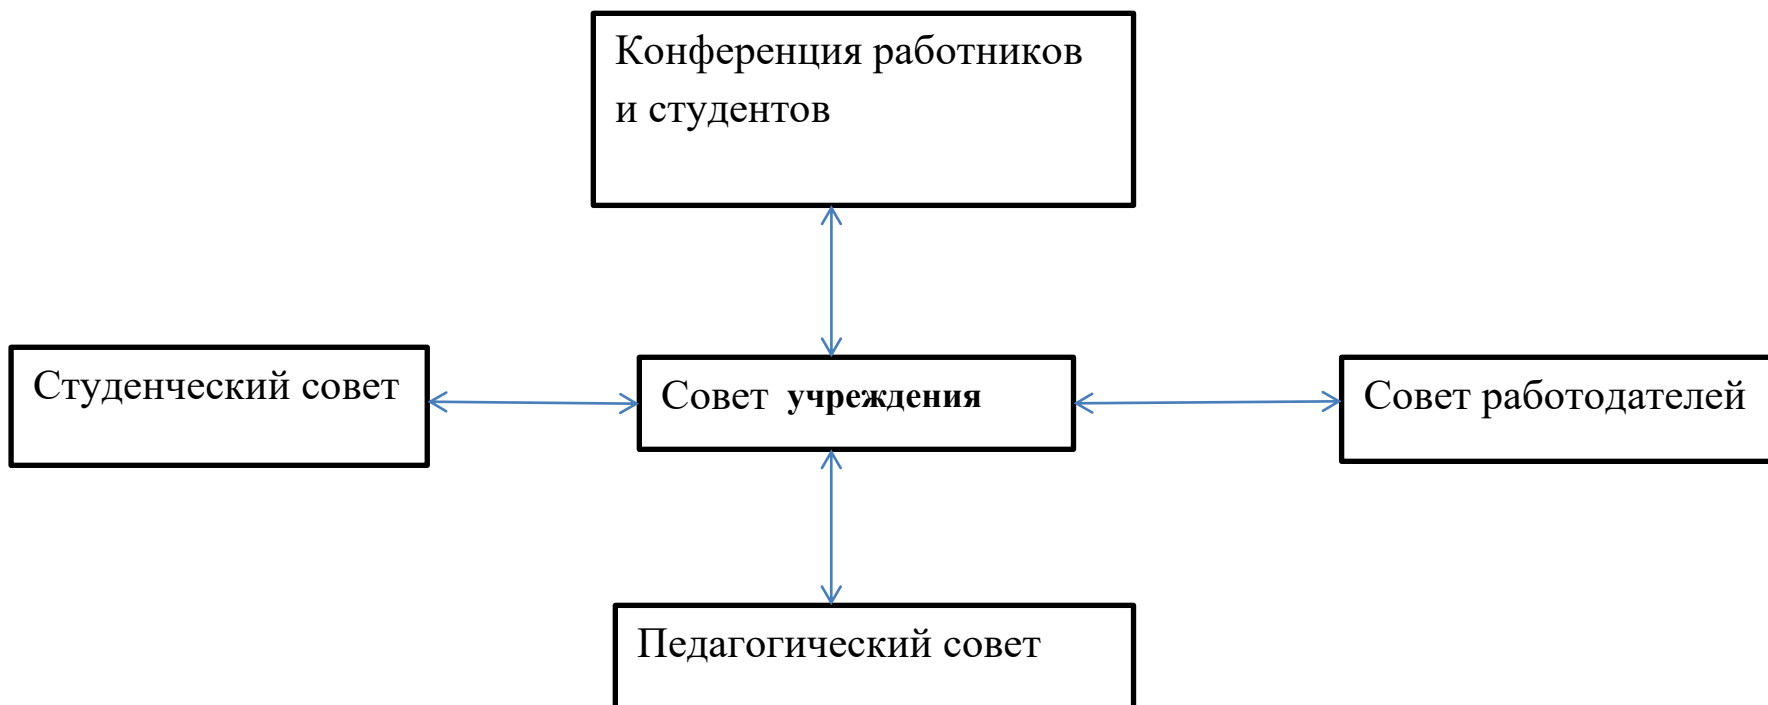 Конференция работников
и студентов
Студенческий совет
Совет учреждения
Совет работодателей
Педагогический совет